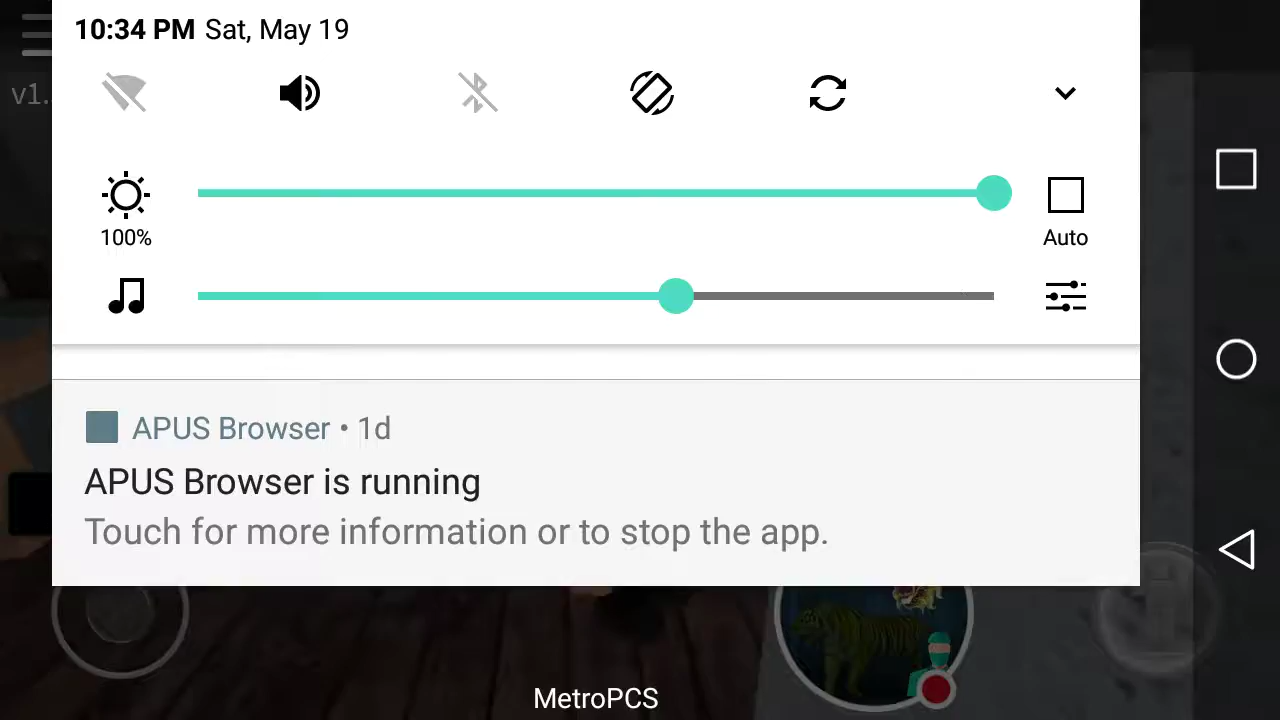 10:34 PM Sat, May 19
v1.
100%
Auto
APUS Browser • 1d
APUS Browser is running
Touch for more information or to stop the app.
MetroPCS